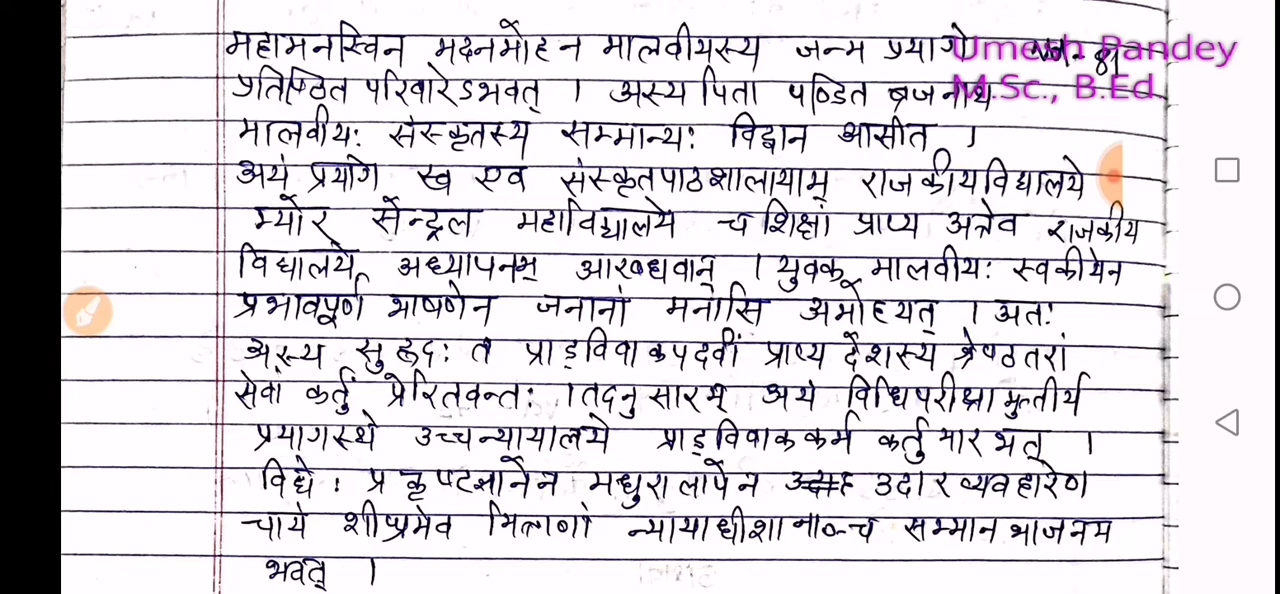 महामनस्विन मदनमोहन मालवीयस्य जन्म प्रयागे
Umesh Pandey
M.Sc., B.Ed
प्रतिष्ठित परिवारेऽभवत् । अस्य पिता पण्डित ब्रजनाथ
मालवीयः संस्कृतस्य सम्मान्यः विद्वान आसीत ।
अयं प्रयागे स्व एव संस्कृतपाठशालायाम् राजकीयविद्यालये
म्योर् सेन्ट्रल महाविद्यालये च शिक्षां प्राप्य अत्रेव राजकीय
विद्यालये अध्यापनम् आरब्धवान् । युवक मालवीयः स्वकीयेन
प्रभावपूर्ण भाषणेन जनानां मनांसि अमोहयत् । अतः
अस्य सुहृदः तं प्राड्विवाकपदवीं प्राप्य देशस्य श्रेष्ठतरां
सेवां कर्तुं प्रेरितवन्तः । तदनुसारम् अयं विधिपरीक्षामुत्तीर्य
प्रयागस्थे उच्चन्यायालये प्राड्विवाककर्म कर्तुमारभत् ।
विधेः प्रकृष्टज्ञानेन मधुरालापेन उदार व्यवहारेण
चायं शीघ्रमेव मित्राणां न्यायाधीशानाञ्च सम्मानभाजनम
भवत् ।